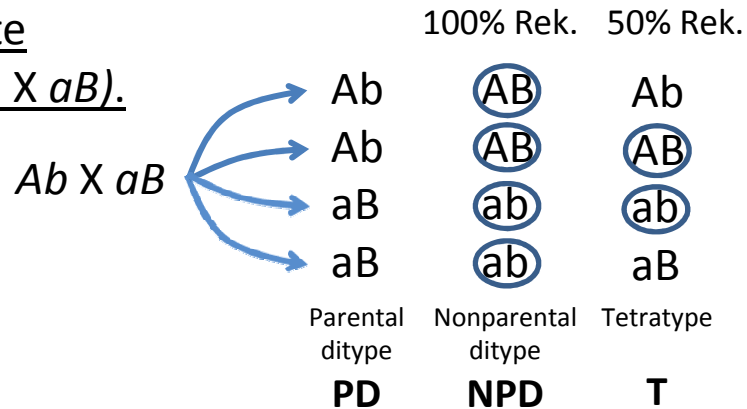 100% Rek. 50% Rek.
X aB).
Ab AB Ab
Ab AB AB
Ab X aB
aB ab ab
aB ab aB
Parental Nonparental Tetratype
ditype ditype
PD NPD T